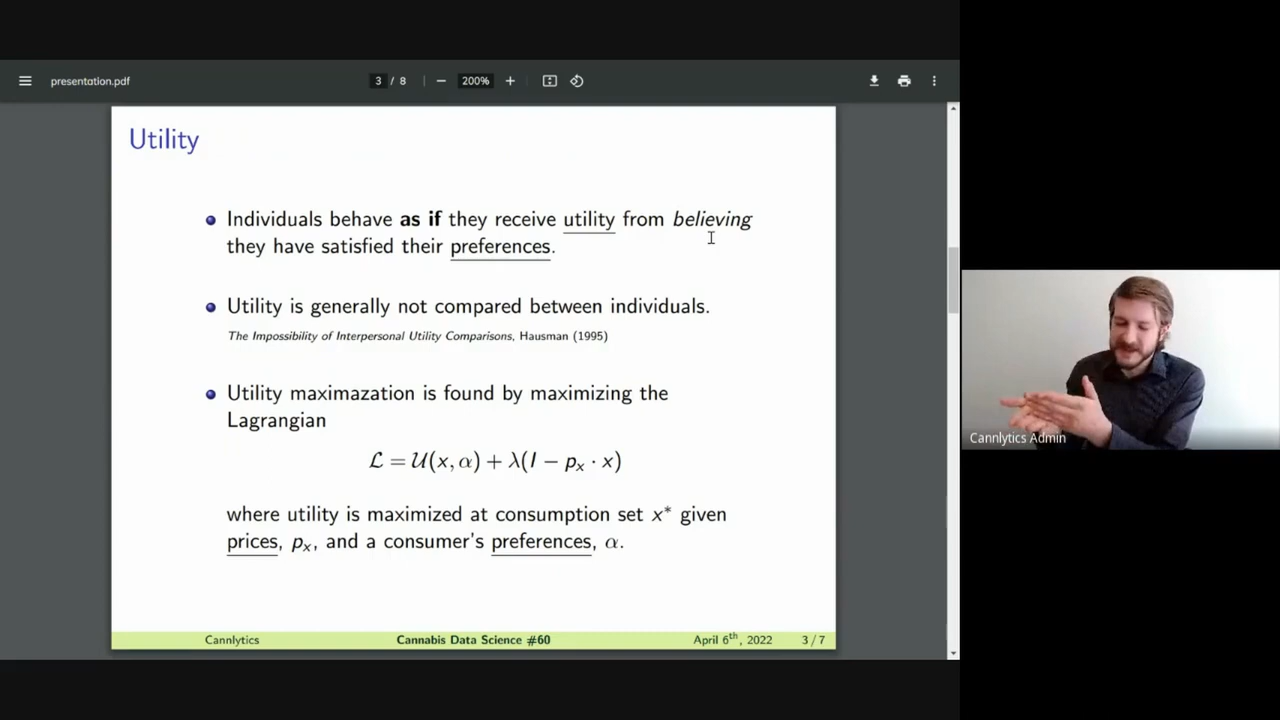 presentation.pdf
3 / 8
200%
Utility
Individuals behave as if they receive utility from believing
they have satisfied their preferences.
Utility is generally not compared between individuals.
The Impossibility of Interpersonal Utility Comparisons, Hausman (1995)
Utility maximazation is found by maximizing the
Lagrangian
ℒ = 𝒰(x, α) + λ(I − pₓ · x)
where utility is maximized at consumption set x* given
prices, pₓ, and a consumer's preferences, α.
Cannlytics
Cannabis Data Science #60
April 6th, 2022
3 / 7
Cannlytics Admin